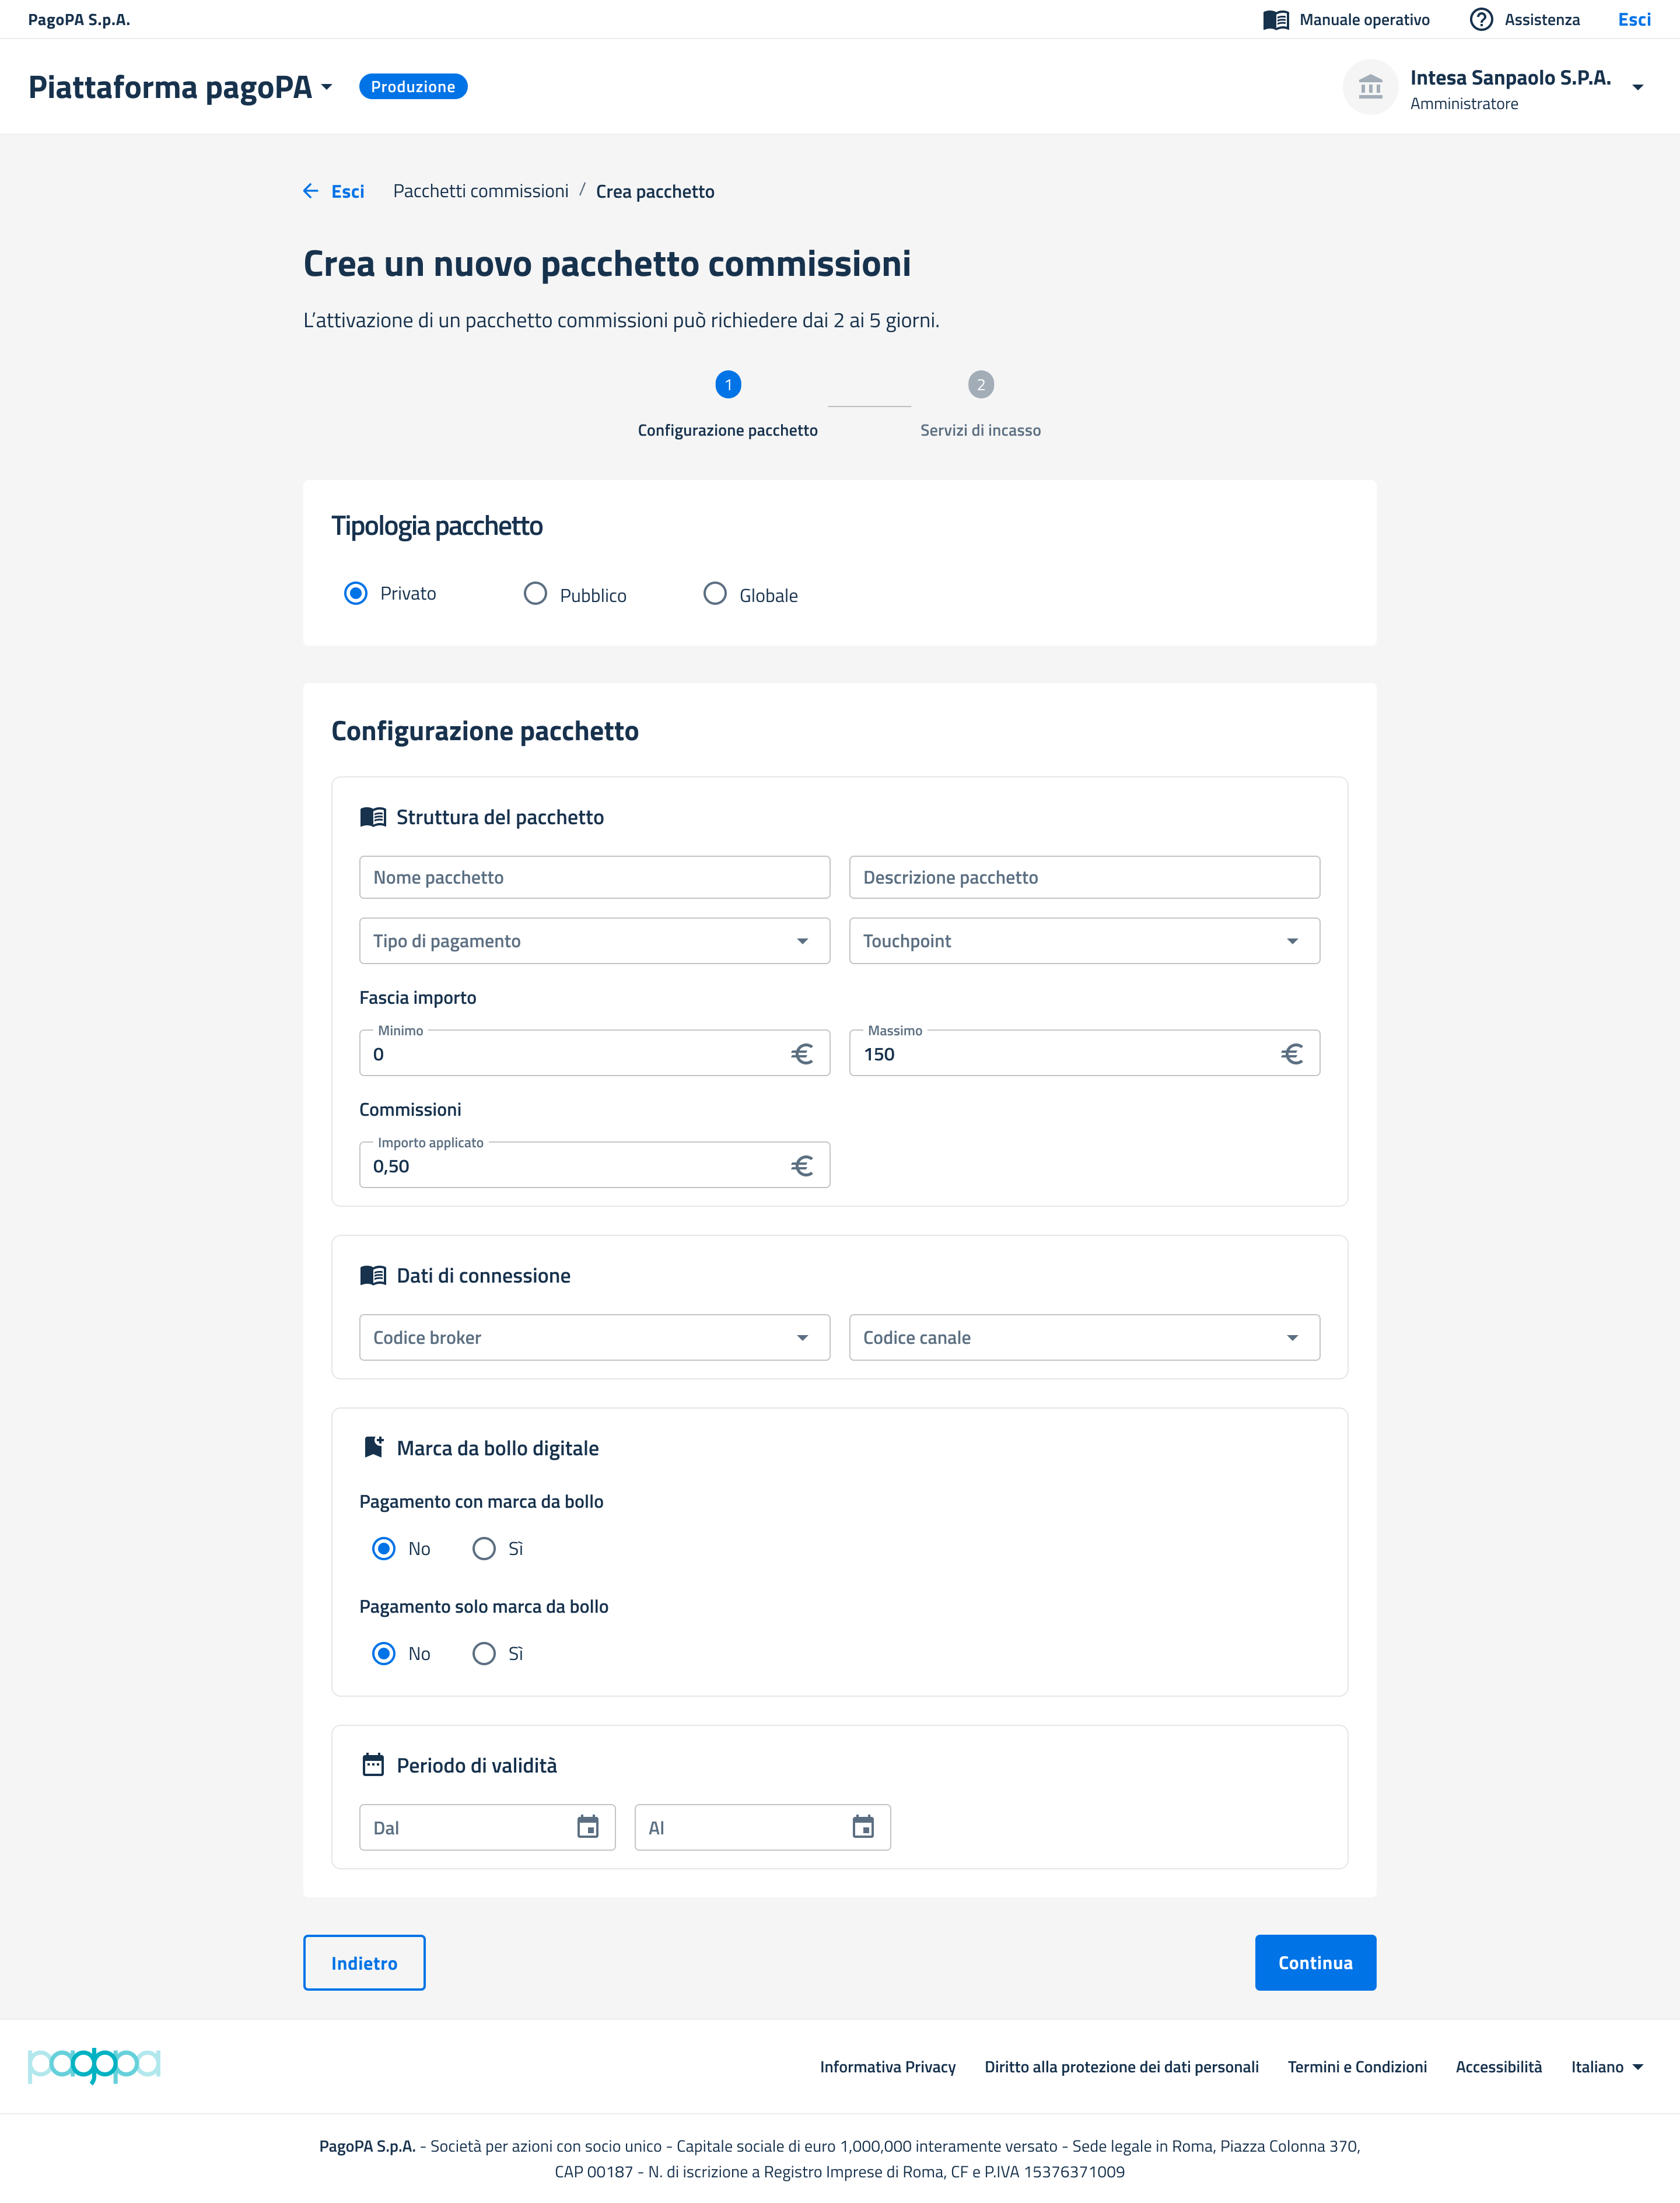 PagoPA S.p.A.
Manuale operativo
Assistenza
Esci
Piattaforma pagoPA
Produzione
Intesa Sanpaolo S.P.A.
Amministratore
Esci
Pacchetti commissioni / Crea pacchetto
Crea un nuovo pacchetto commissioni
L’attivazione di un pacchetto commissioni può richiedere dai 2 ai 5 giorni.
1
2
Configurazione pacchetto
Servizi di incasso
Tipologia pacchetto
Privato
Pubblico
Globale
Configurazione pacchetto
Struttura del pacchetto
Nome pacchetto
Descrizione pacchetto
Tipo di pagamento
Touchpoint
Fascia importo
Minimo
0 €
Massimo
150 €
Commissioni
Importo applicato
0,50 €
Dati di connessione
Codice broker
Codice canale
Marca da bollo digitale
Pagamento con marca da bollo
No
Sì
Pagamento solo marca da bollo
No
Sì
Periodo di validità
Dal
Al
Indietro
Continua
pagopa
Informativa Privacy
Diritto alla protezione dei dati personali
Termini e Condizioni
Accessibilità
Italiano
PagoPA S.p.A. - Società per azioni con socio unico - Capitale sociale di euro 1,000,000 interamente versato - Sede legale in Roma, Piazza Colonna 370,
CAP 00187 - N. di iscrizione a Registro Imprese di Roma, CF e P.IVA 15376371009